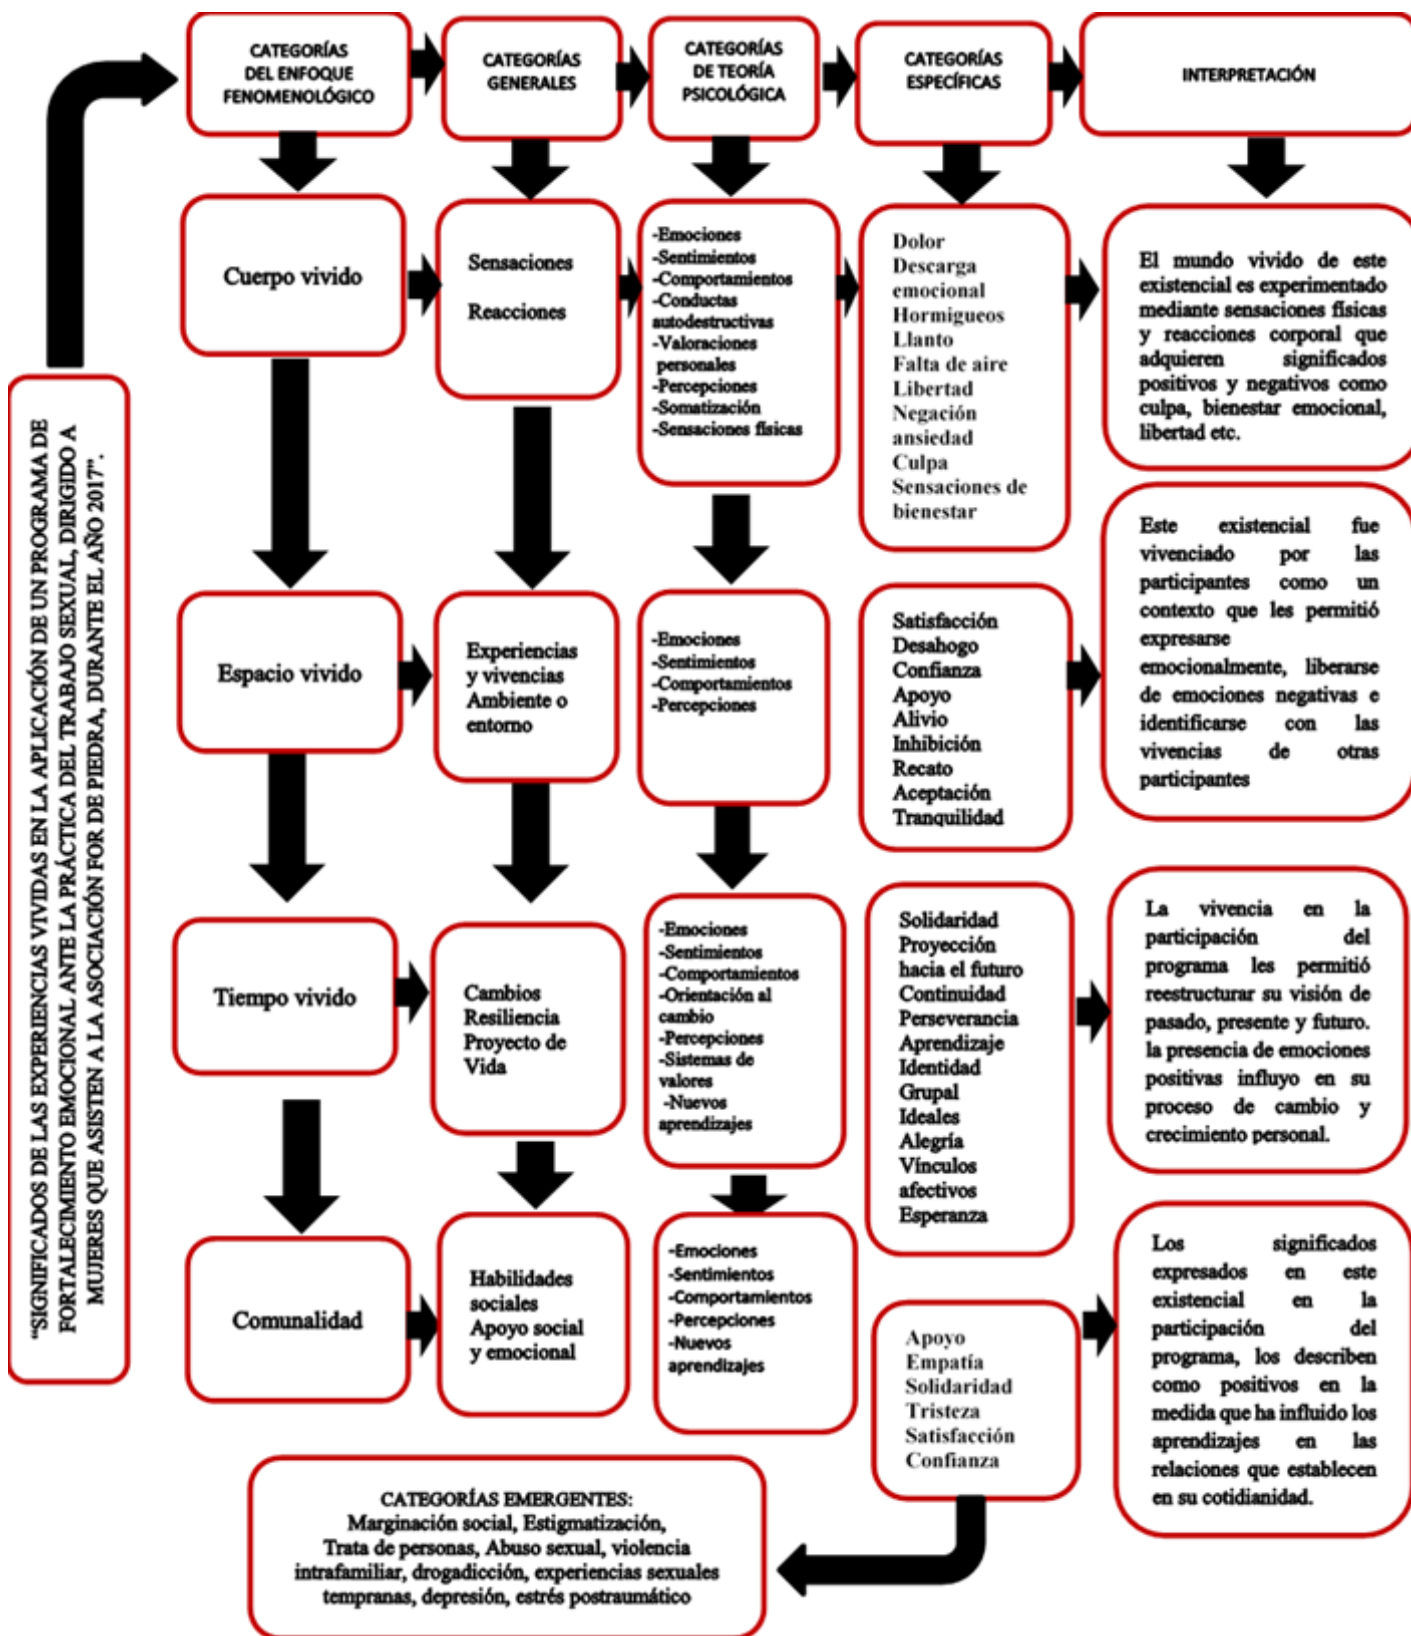 “SIGNIFICADOS DE LAS EXPERIENCIAS VIVIDAS EN LA APLICACIÓN DE UN PROGRAMA DE
FORTALECIMIENTO EMOCIONAL ANTE LA PRÁCTICA DEL TRABAJO SEXUAL, DIRIGIDO A
MUJERES QUE ASISTEN A LA ASOCIACIÓN FOR DE PIEDRA, DURANTE EL AÑO 2017”.
CATEGORÍAS
DEL ENFOQUE
FENOMENOLÓGICO
CATEGORÍAS
GENERALES
CATEGORÍAS
DE TEORÍA
PSICOLÓGICA
CATEGORÍAS
ESPECÍFICAS
INTERPRETACIÓN
Cuerpo vivido
Sensaciones
Reacciones
-Emociones
-Sentimientos
-Comportamientos
-Conductas
autodestructivas
-Valoraciones
personales
-Percepciones
-Somatización
-Sensaciones físicas
Dolor
Descarga
emocional
Hormigueos
Llanto
Falta de aire
Libertad
Negación
ansiedad
Culpa
Sensaciones de
bienestar
El mundo vivido de este
existencial es experimentado
mediante sensaciones físicas
y reacciones corporal que
adquieren significados
positivos y negativos como
culpa, bienestar emocional,
libertad etc.
Espacio vivido
Experiencias
y vivencias
Ambiente o
entorno
-Emociones
-Sentimientos
-Comportamientos
-Percepciones
Satisfacción
Desahogo
Confianza
Apoyo
Alivio
Inhibición
Recato
Aceptación
Tranquilidad
Este existencial fue
vivenciado por las
participantes como un
contexto que les permitió
expresarse
emocionalmente, liberarse
de emociones negativas e
identificarse con las
vivencias de otras
participantes
Tiempo vivido
Cambios
Resiliencia
Proyecto de
Vida
-Emociones
-Sentimientos
-Comportamientos
-Orientación al
cambio
-Percepciones
-Sistemas de
valores
-Nuevos
aprendizajes
Solidaridad
Proyección
hacia el futuro
Continuidad
Perseverancia
Aprendizaje
Identidad
Grupal
Ideales
Alegría
Vínculos
afectivos
Esperanza
La vivencia en la
participación del
programa les permitió
reestructurar su visión de
pasado, presente y futuro.
la presencia de emociones
positivas influyo en su
proceso de cambio y
crecimiento personal.
Comunalidad
Habilidades
sociales
Apoyo social
y emocional
-Emociones
-Sentimientos
-Comportamientos
-Percepciones
-Nuevos
aprendizajes
Apoyo
Empatía
Solidaridad
Tristeza
Satisfacción
Confianza
Los significados
expresados en este
existencial en la
participación del
programa, los describen
como positivos en la
medida que ha influido los
aprendizajes en las
relaciones que establecen
en su cotidianidad.
CATEGORÍAS EMERGENTES:
Marginación social, Estigmatización,
Trata de personas, Abuso sexual, violencia
intrafamiliar, drogadicción, experiencias sexuales
tempranas, depresión, estrés postraumático